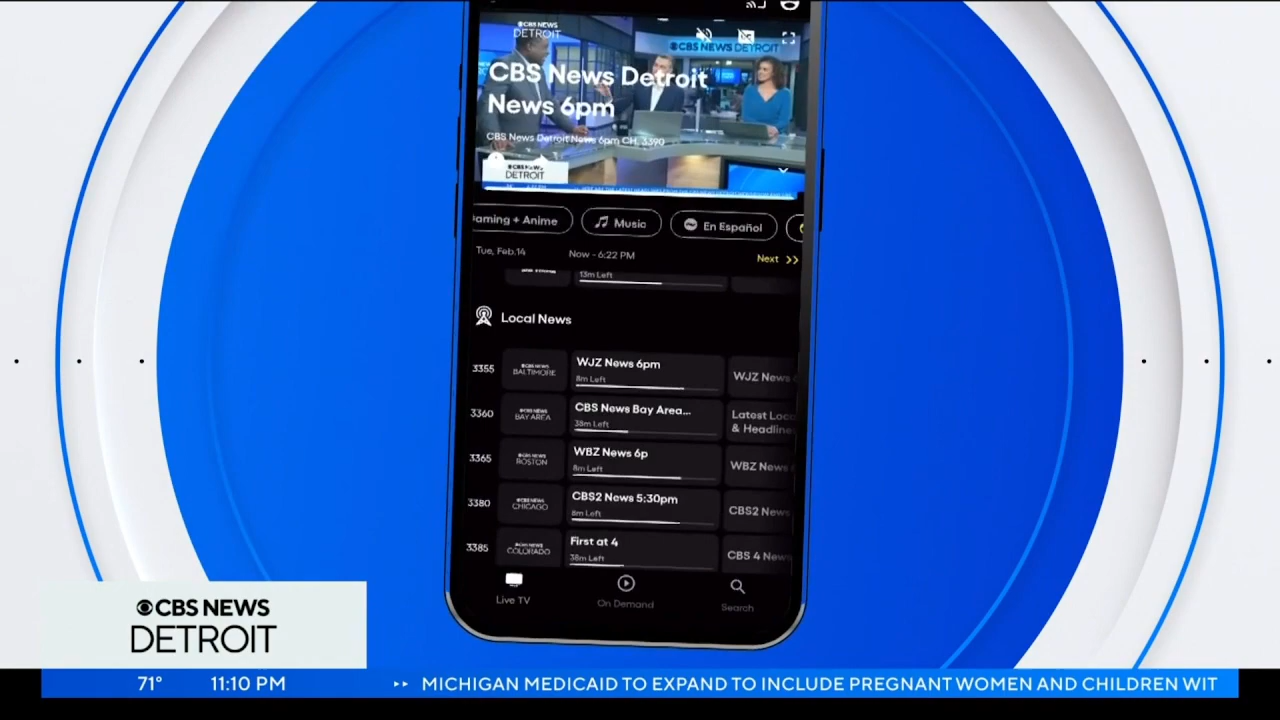 CBS NEWS
DETROIT
CBS NEWS DETROIT
CBS News Detroit
News 6pm
CBS News Detroit News 6pm CH. 3390
CBS NEWS
DETROIT
aming + Anime
Music
En Español
Tue, Feb.14
Now - 6:22 PM
Next
13m Left
Local News
3355
CBS NEWS
BALTIMORE
WJZ News 6pm
8m Left
WJZ News
3360
CBS NEWS
BAY AREA
CBS News Bay Area...
38m Left
Latest Loc
& Headline
3365
CBS NEWS
BOSTON
WBZ News 6p
8m Left
WBZ News
3380
CBS NEWS
CHICAGO
CBS2 News 5:30pm
8m Left
CBS2 News
3385
CBS NEWS
COLORADO
First at 4
38m Left
CBS 4 News
Live TV
On Demand
Search
CBS NEWS
DETROIT
71° 11:10 PM MICHIGAN MEDICAID TO EXPAND TO INCLUDE PREGNANT WOMEN AND CHILDREN WIT